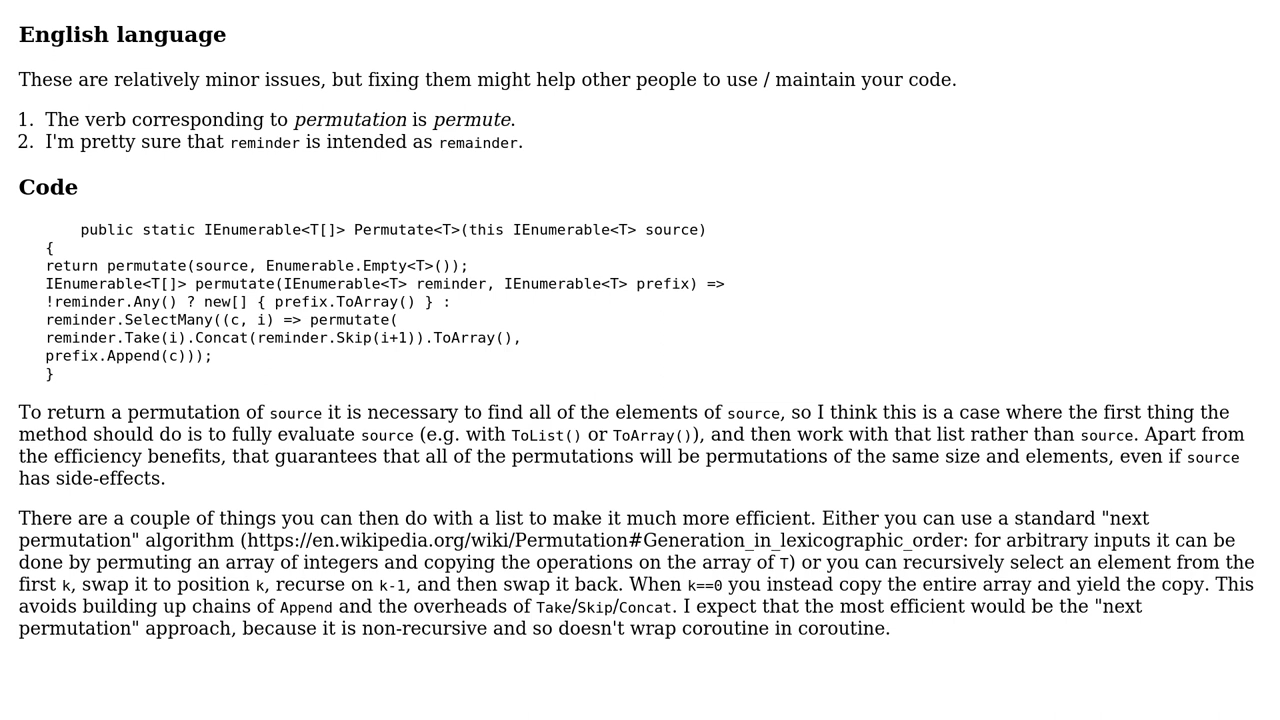 English language
These are relatively minor issues, but fixing them might help other people to use / maintain your code.
1. The verb corresponding to permutation is permute.
2. I'm pretty sure that reminder is intended as remainder.
Code
public static IEnumerable<T[]> Permutate<T>(this IEnumerable<T> source)
{
return permutate(source, Enumerable.Empty<T>());
IEnumerable<T[]> permutate(IEnumerable<T> reminder, IEnumerable<T> prefix) =>
!reminder.Any() ? new[] { prefix.ToArray() } :
reminder.SelectMany((c, i) => permutate(
reminder.Take(i).Concat(reminder.Skip(i+1)).ToArray(),
prefix.Append(c)));
}
To return a permutation of source it is necessary to find all of the elements of source, so I think this is a case where the first thing the
method should do is to fully evaluate source (e.g. with ToList() or ToArray()), and then work with that list rather than source. Apart from
the efficiency benefits, that guarantees that all of the permutations will be permutations of the same size and elements, even if source
has side-effects.
There are a couple of things you can then do with a list to make it much more efficient. Either you can use a standard "next
permutation" algorithm (https://en.wikipedia.org/wiki/Permutation#Generation_in_lexicographic_order: for arbitrary inputs it can be
done by permuting an array of integers and copying the operations on the array of T) or you can recursively select an element from the
first k, swap it to position k, recurse on k-1, and then swap it back. When k==0 you instead copy the entire array and yield the copy. This
avoids building up chains of Append and the overheads of Take/Skip/Concat. I expect that the most efficient would be the "next
permutation" approach, because it is non-recursive and so doesn't wrap coroutine in coroutine.